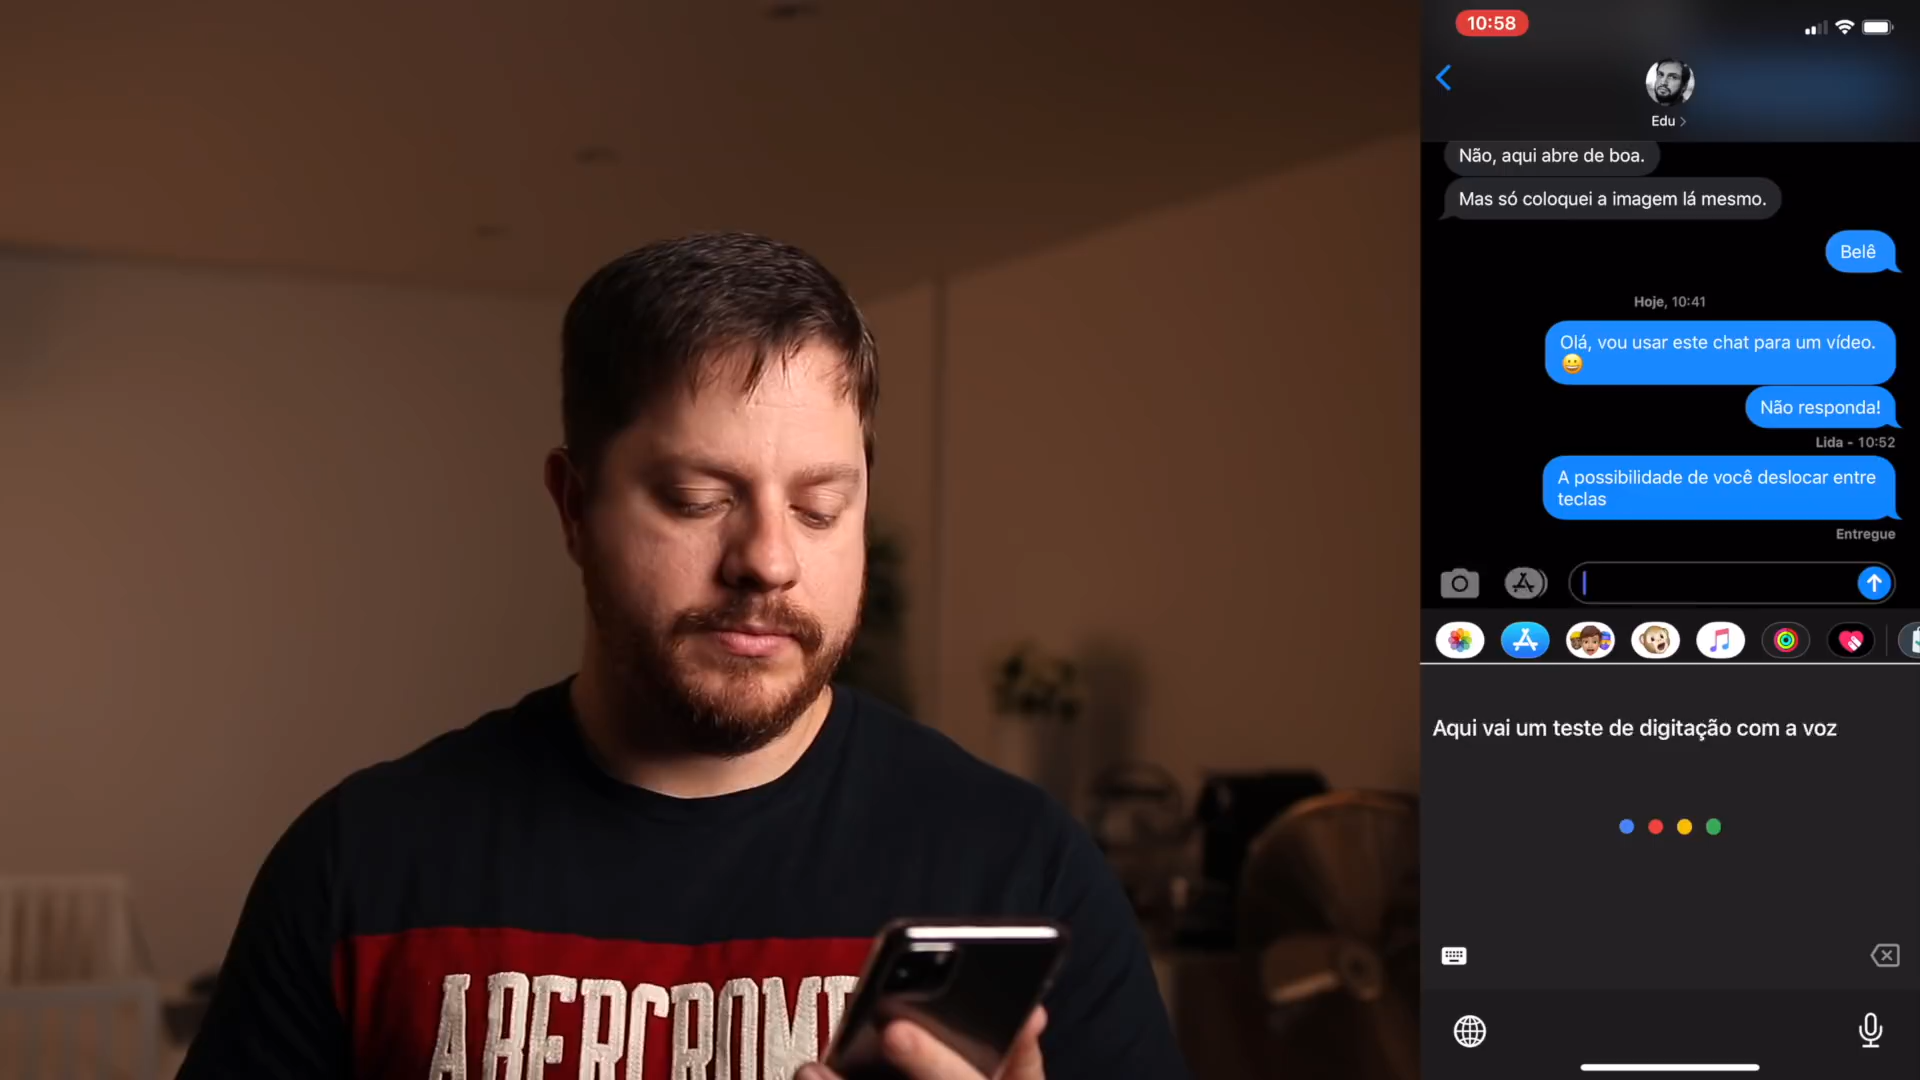 10:58
Edu >
Não, aqui abre de boa.
Mas só coloquei a imagem lá mesmo.
Belê
Hoje, 10:41
Olá, vou usar este chat para um vídeo.
😀
Não responda!
Lida - 10:52
A possibilidade de você deslocar entre
teclas
Entregue
Aqui vai um teste de digitação com a voz